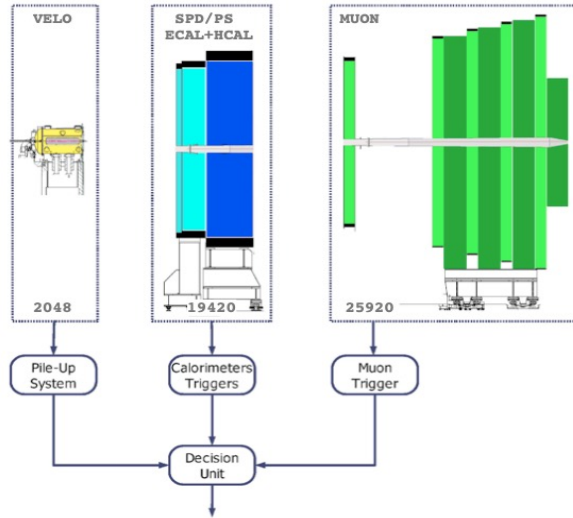 VELO
SPD/PS
ECAL+HCAL
MUON
2048
19420
25920
Pile-Up
System
Calorimeters
Triggers
Muon
Trigger
Decision
Unit